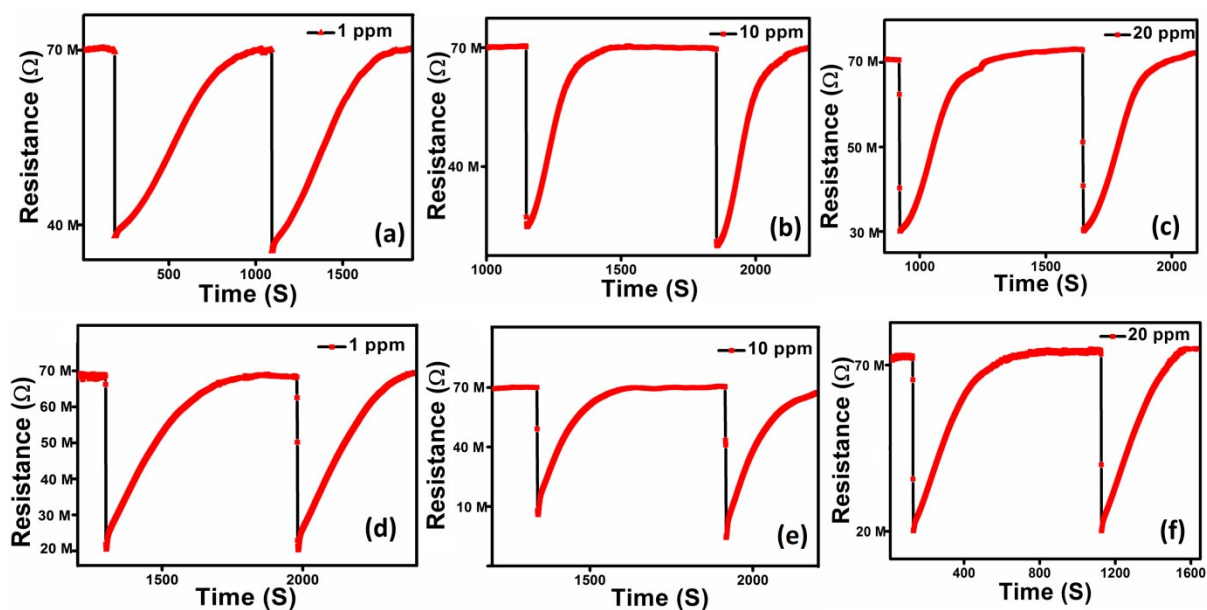 1 ppm
70 M
40 M
Resistance (Ω)
(a)
500 1000 1500
Time (S)
10 ppm
70 M
40 M
Resistance (Ω)
(b)
1000 1500 2000
Time (S)
20 ppm
70 M
50 M
30 M
Resistance (Ω)
(c)
1000 1500 2000
Time (S)
1 ppm
70 M
60 M
50 M
40 M
30 M
20 M
Resistance (Ω)
(d)
1500 2000
Time (S)
10 ppm
70 M
40 M
10 M
Resistance (Ω)
(e)
1500 2000
Time (S)
20 ppm
70 M
20 M
Resistance (Ω)
(f)
400 800 1200 1600
Time (S)